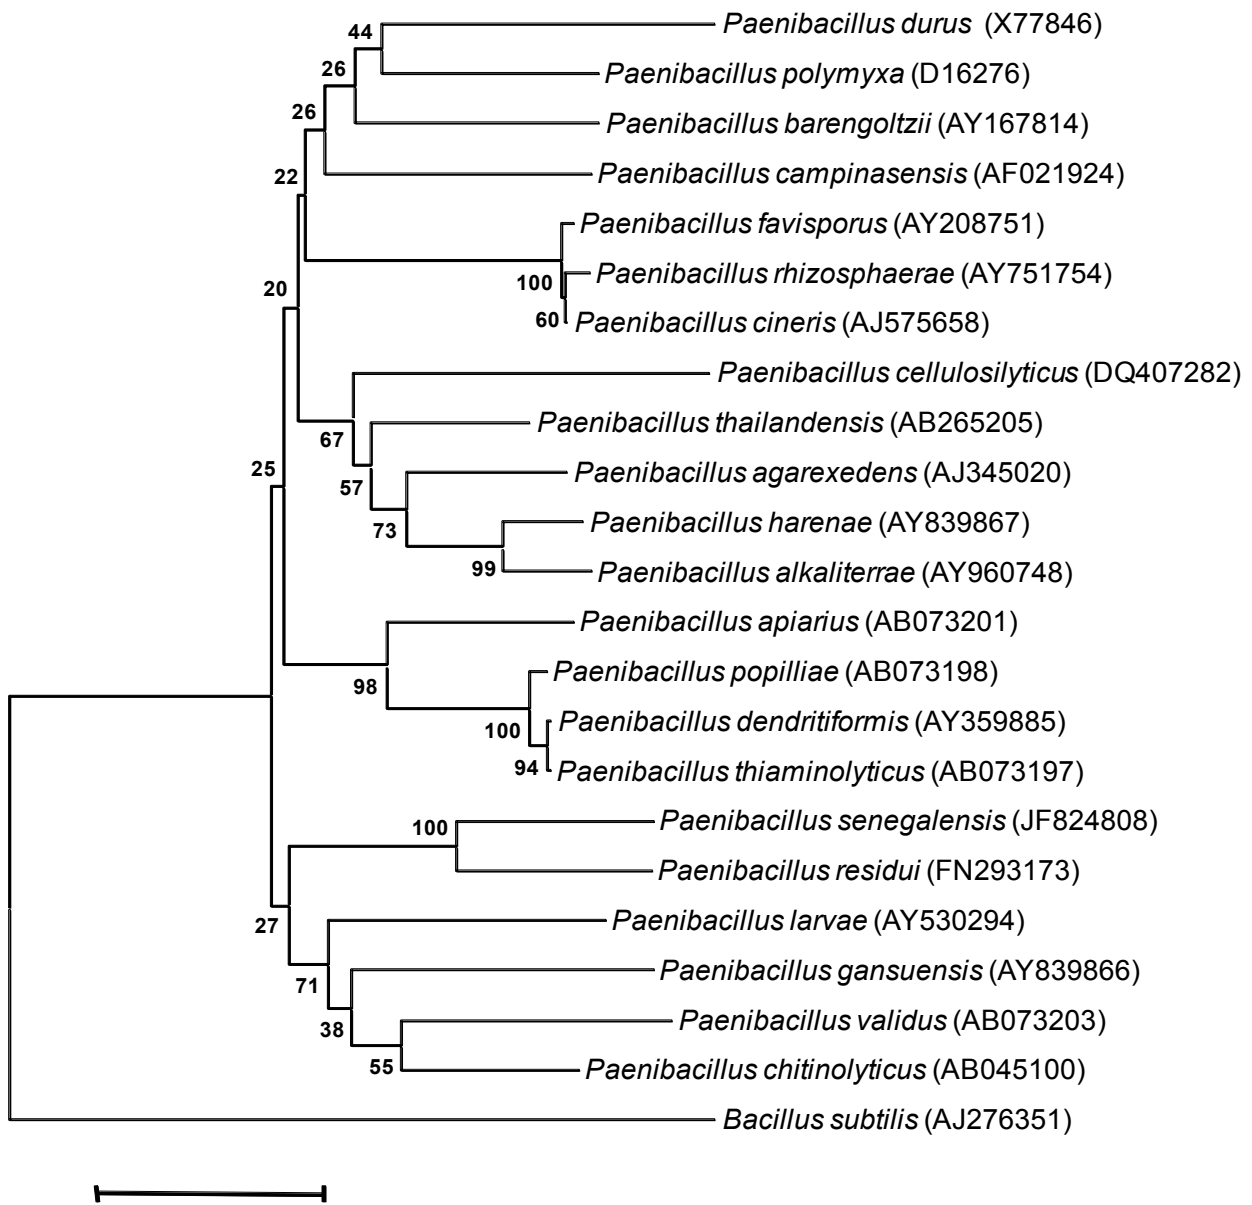 44
Paenibacillus durus (X77846)
26
Paenibacillus polymyxa (D16276)
26
Paenibacillus barengoltzii (AY167814)
22
Paenibacillus campinasensis (AF021924)
Paenibacillus favisporus (AY208751)
100
Paenibacillus rhizosphaerae (AY751754)
20
60
Paenibacillus cineris (AJ575658)
Paenibacillus cellulosilyticus (DQ407282)
67
Paenibacillus thailandensis (AB265205)
25
57
Paenibacillus agarexedens (AJ345020)
73
Paenibacillus harenae (AY839867)
99
Paenibacillus alkaliterrae (AY960748)
Paenibacillus apiarius (AB073201)
98
Paenibacillus popilliae (AB073198)
100
Paenibacillus dendritiformis (AY359885)
94
Paenibacillus thiaminolyticus (AB073197)
100
Paenibacillus senegalensis (JF824808)
Paenibacillus residui (FN293173)
27
Paenibacillus larvae (AY530294)
71
Paenibacillus gansuensis (AY839866)
38
Paenibacillus validus (AB073203)
55
Paenibacillus chitinolyticus (AB045100)
Bacillus subtilis (AJ276351)